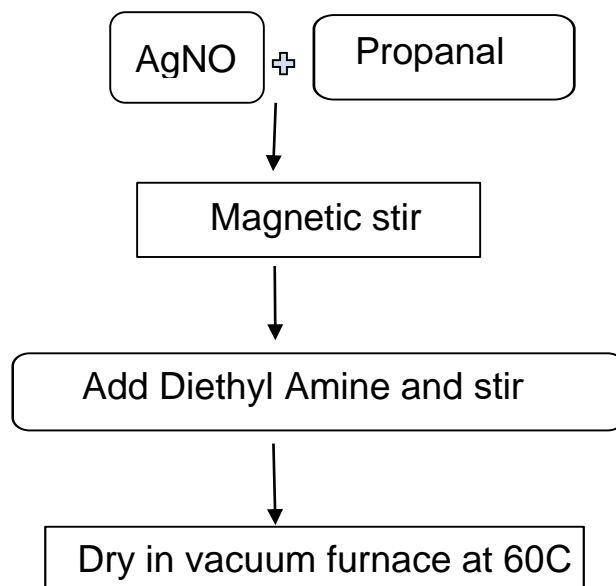 AgNO Propanal
Magnetic stir
Add Diethyl Amine and stir
Dry in vacuum furnace at 60C